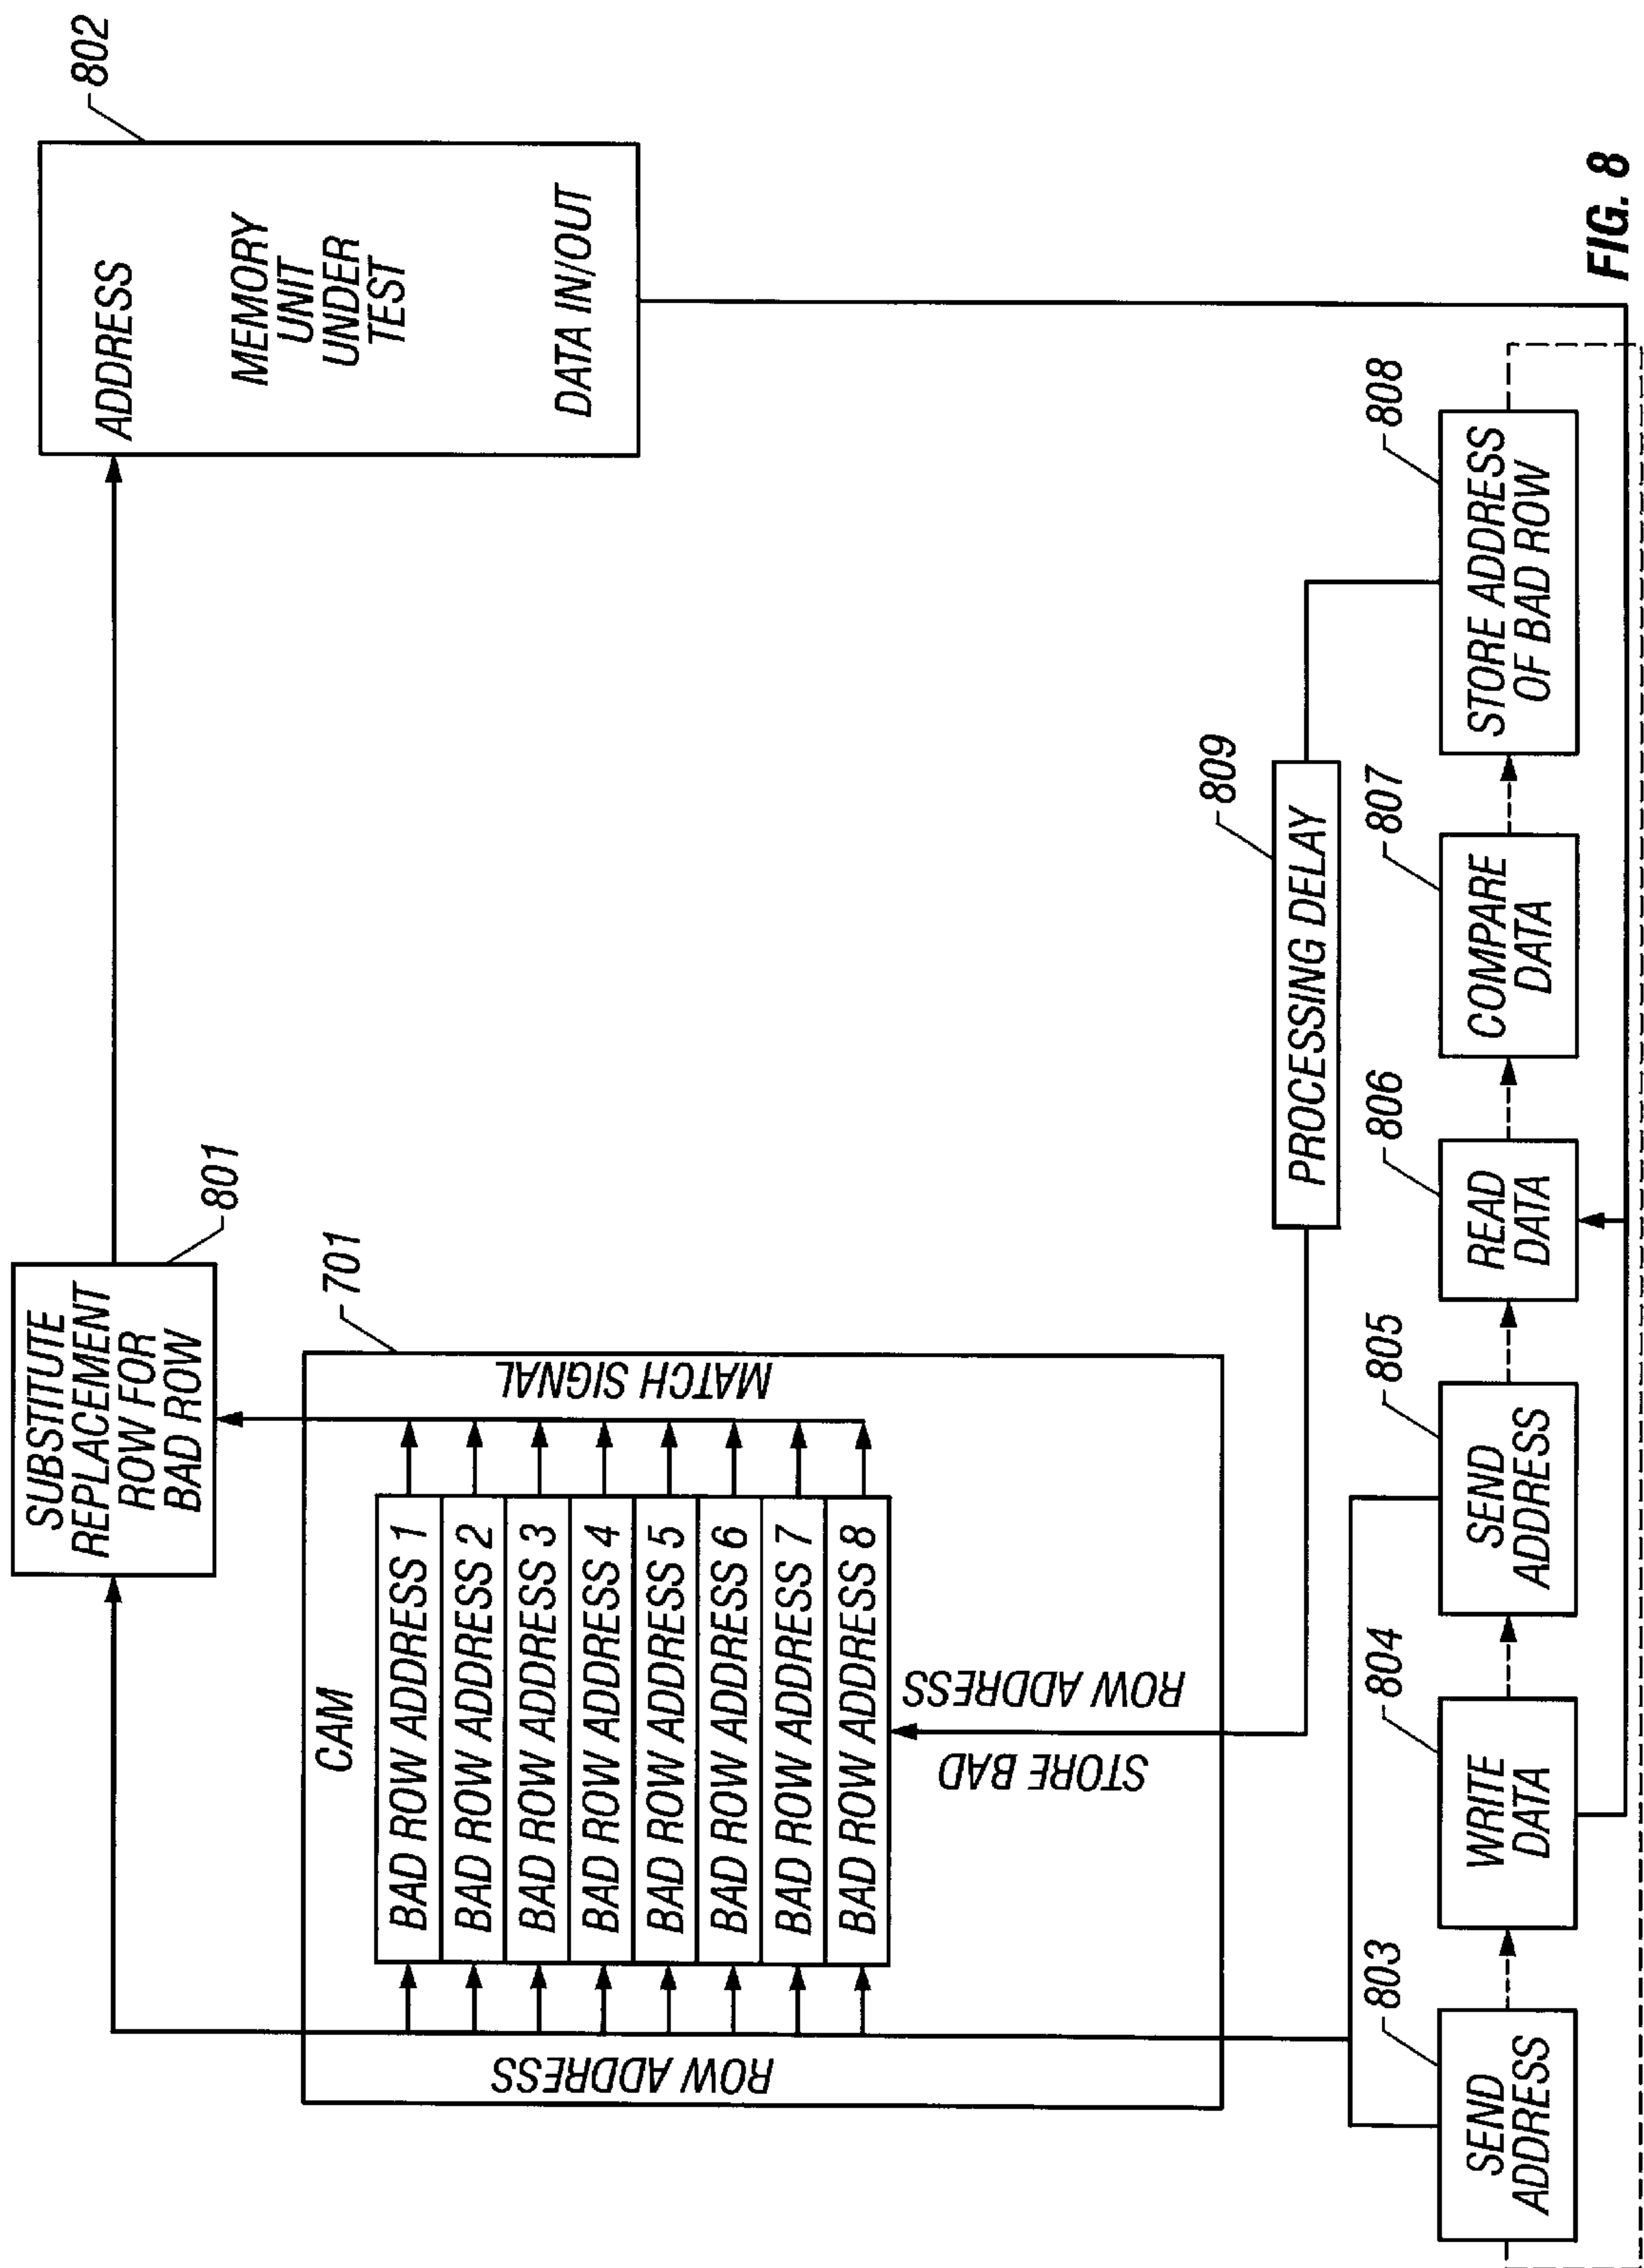 SUBSTITUTE
REPLACEMENT
ROW FOR
BAD ROW
801
802
ADDRESS
MEMORY
UNIT
UNDER
TEST
DATA IN/OUT
701
CAM
BAD ROW ADDRESS 1
BAD ROW ADDRESS 2
BAD ROW ADDRESS 3
BAD ROW ADDRESS 4
BAD ROW ADDRESS 5
BAD ROW ADDRESS 6
BAD ROW ADDRESS 7
BAD ROW ADDRESS 8
ROW ADDRESS
MATCH SIGNAL
STORE BAD
ROW ADDRESS
809
PROCESSING DELAY
803
SEND
ADDRESS
804
WRITE
DATA
805
SEND
ADDRESS
806
READ
DATA
807
COMPARE
DATA
808
STORE ADDRESS
OF BAD ROW
FIG. 8